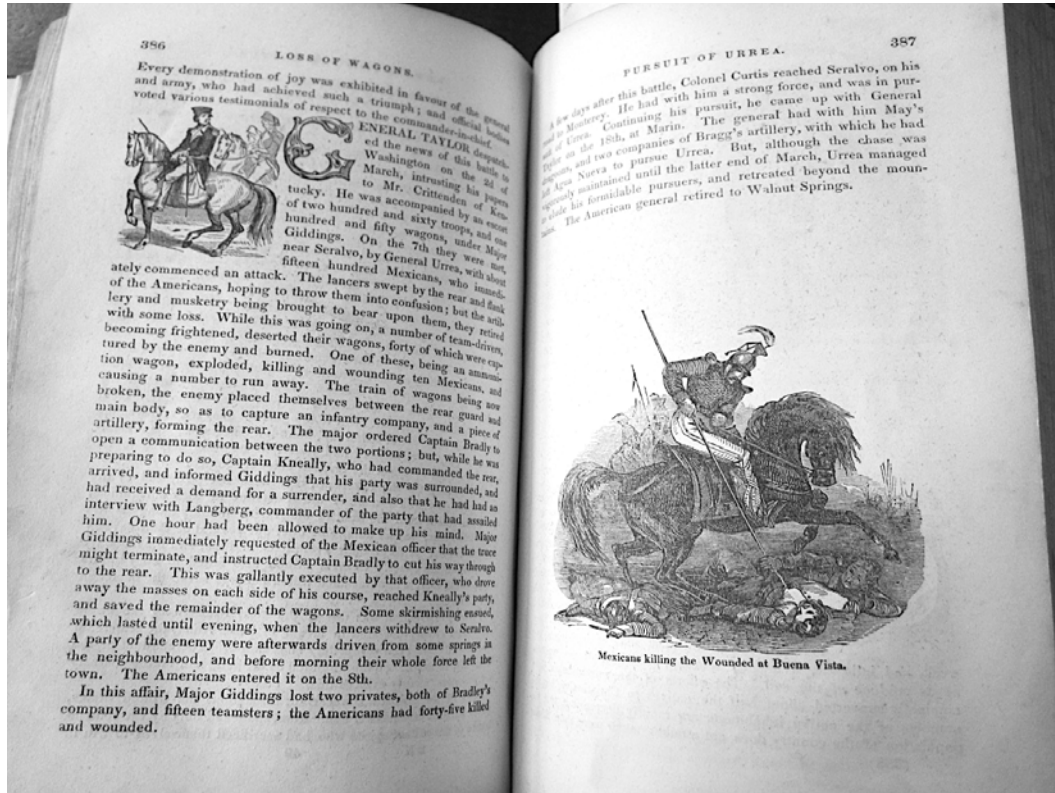 386
LOSS OF WAGONS.
Every demonstration of joy was exhibited in favour of the general
and army, who had achieved such a triumph; and official bodies
voted various testimonials of respect to the commander-in-chief.
GENERAL TAYLOR despatch-
ed the news of this battle to
Washington on the 2d of
March, intrusting his papers
to Mr. Crittenden of Ken-
tucky. He was accompanied by an escort
of two hundred and sixty troops, and one
hundred and fifty wagons, under Major
Giddings. On the 7th they were met,
near Seralvo, by General Urrea, with about
fifteen hundred Mexicans, who immedi-
ately commenced an attack. The lancers swept by the rear and flank
of the Americans, hoping to throw them into confusion; but the artil-
lery and musketry being brought to bear upon them, they retired
with some loss. While this was going on, a number of team-drivers,
becoming frightened, deserted their wagons, forty of which were cap-
tured by the enemy and burned. One of these, being an ammuni-
tion wagon, exploded, killing and wounding ten Mexicans, and
causing a number to run away. The train of wagons being now
broken, the enemy placed themselves between the rear guard and
main body, so as to capture an infantry company, and a piece of
artillery, forming the rear. The major ordered Captain Bradly to
open a communication between the two portions; but, while he was
preparing to do so, Captain Kneally, who had commanded the rear,
arrived, and informed Giddings that his party was surrounded, and
had received a demand for a surrender, and also that he had had an
interview with Langberg, commander of the party that had assailed
him. One hour had been allowed to make up his mind. Major
Giddings immediately requested of the Mexican officer that the truce
might terminate, and instructed Captain Bradly to cut his way through
to the rear. This was gallantly executed by that officer, who drove
away the masses on each side of his course, reached Kneally's party,
and saved the remainder of the wagons. Some skirmishing ensued,
which lasted until evening, when the lancers withdrew to Seralvo.
A party of the enemy were afterwards driven from some springs in
the neighbourhood, and before morning their whole force left the
town. The Americans entered it on the 8th.
In this affair, Major Giddings lost two privates, both of Bradley's
company, and fifteen teamsters; the Americans had forty-five killed
and wounded.
PURSUIT OF URREA.
387
A few days after this battle, Colonel Curtis reached Seralvo, on his
road to Monterey. He had with him a strong force, and was in pur-
suit of Urrea. Continuing his pursuit, he came up with General
Taylor on the 18th, at Marin. The general had with him May's
dragoons, and two companies of Bragg's artillery, with which he had
left Agua Nueva to pursue Urrea. But, although the chase was
vigorously maintained until the latter end of March, Urrea managed
to elude his formidable pursuers, and retreated beyond the moun-
tains. The American general retired to Walnut Springs.
Mexicans killing the Wounded at Buena Vista.